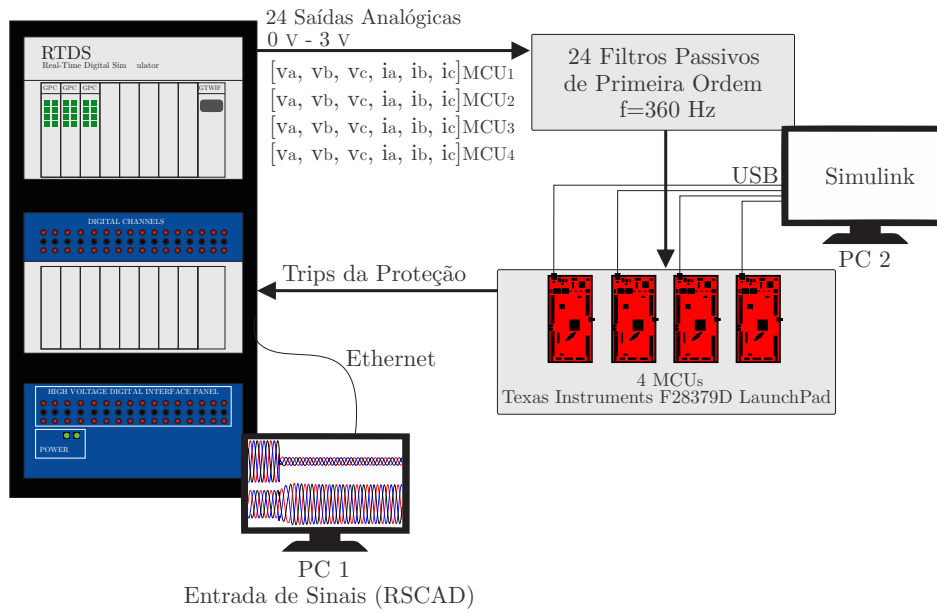 24 Saídas Analógicas
0 V - 3 V
[va, vb, vc, ia, ib, ic]MCU1
[va, vb, vc, ia, ib, ic]MCU2
[va, vb, vc, ia, ib, ic]MCU3
[va, vb, vc, ia, ib, ic]MCU4
RTDS
Real-Time Digital Sim ulator
GPC GPC GPC GTWIF
24 Filtros Passivos
de Primeira Ordem
f=360 Hz
USB
Simulink
PC 2
DIGITAL CHANNELS
Trips da Proteção
4 MCUs
Texas Instruments F28379D LaunchPad
Ethernet
HIGH VOLTAGE DIGITAL INTERFACE PANEL
POWER
PC 1
Entrada de Sinais (RSCAD)